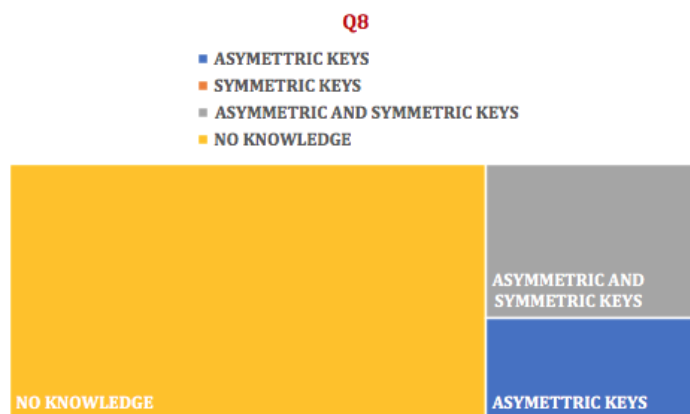 Q8
ASYMETTRIC KEYS
SYMMETRIC KEYS
ASYMMETRIC AND SYMMETRIC KEYS
NO KNOWLEDGE
ASYMMETRIC AND
SYMMETRIC KEYS
NO KNOWLEDGE
ASYMETTRIC KEYS